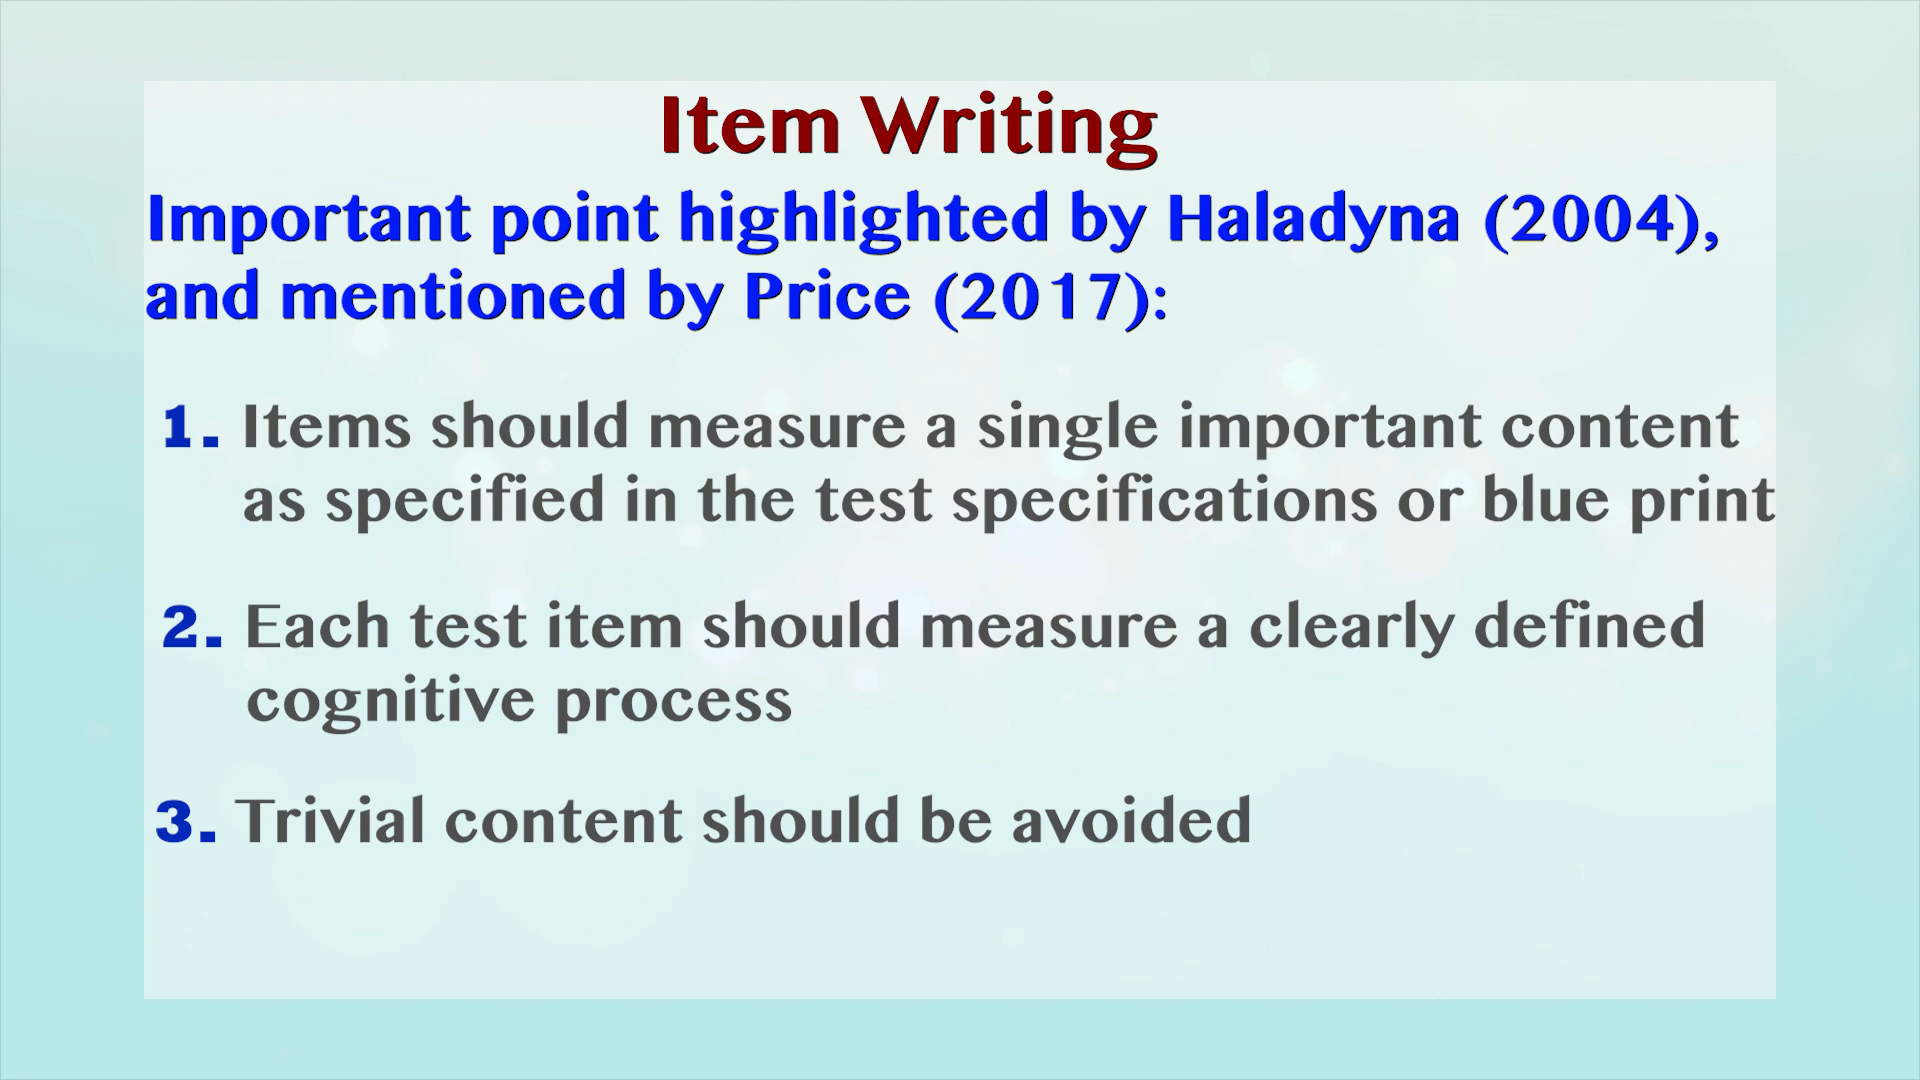 Item Writing
Important point highlighted by Haladyna (2004),
and mentioned by Price (2017):
1. Items should measure a single important content
as specified in the test specifications or blue print
2. Each test item should measure a clearly defined
cognitive process
3. Trivial content should be avoided